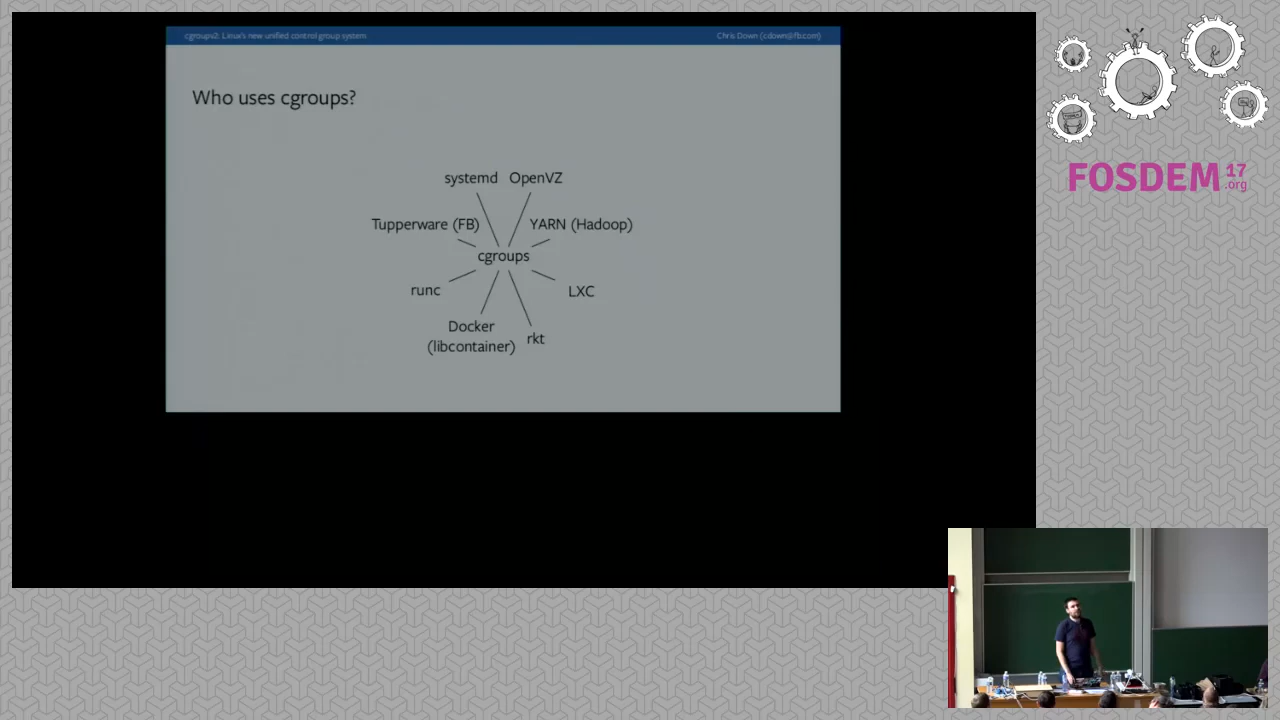 cgroupv2: Linux's new unified control group system
Chris Down (cdown@fb.com)
Who uses cgroups?
systemd OpenVZ
Tupperware (FB) YARN (Hadoop)
cgroups
runc LXC
Docker
(libcontainer)
rkt
FOSDEM 17
.org